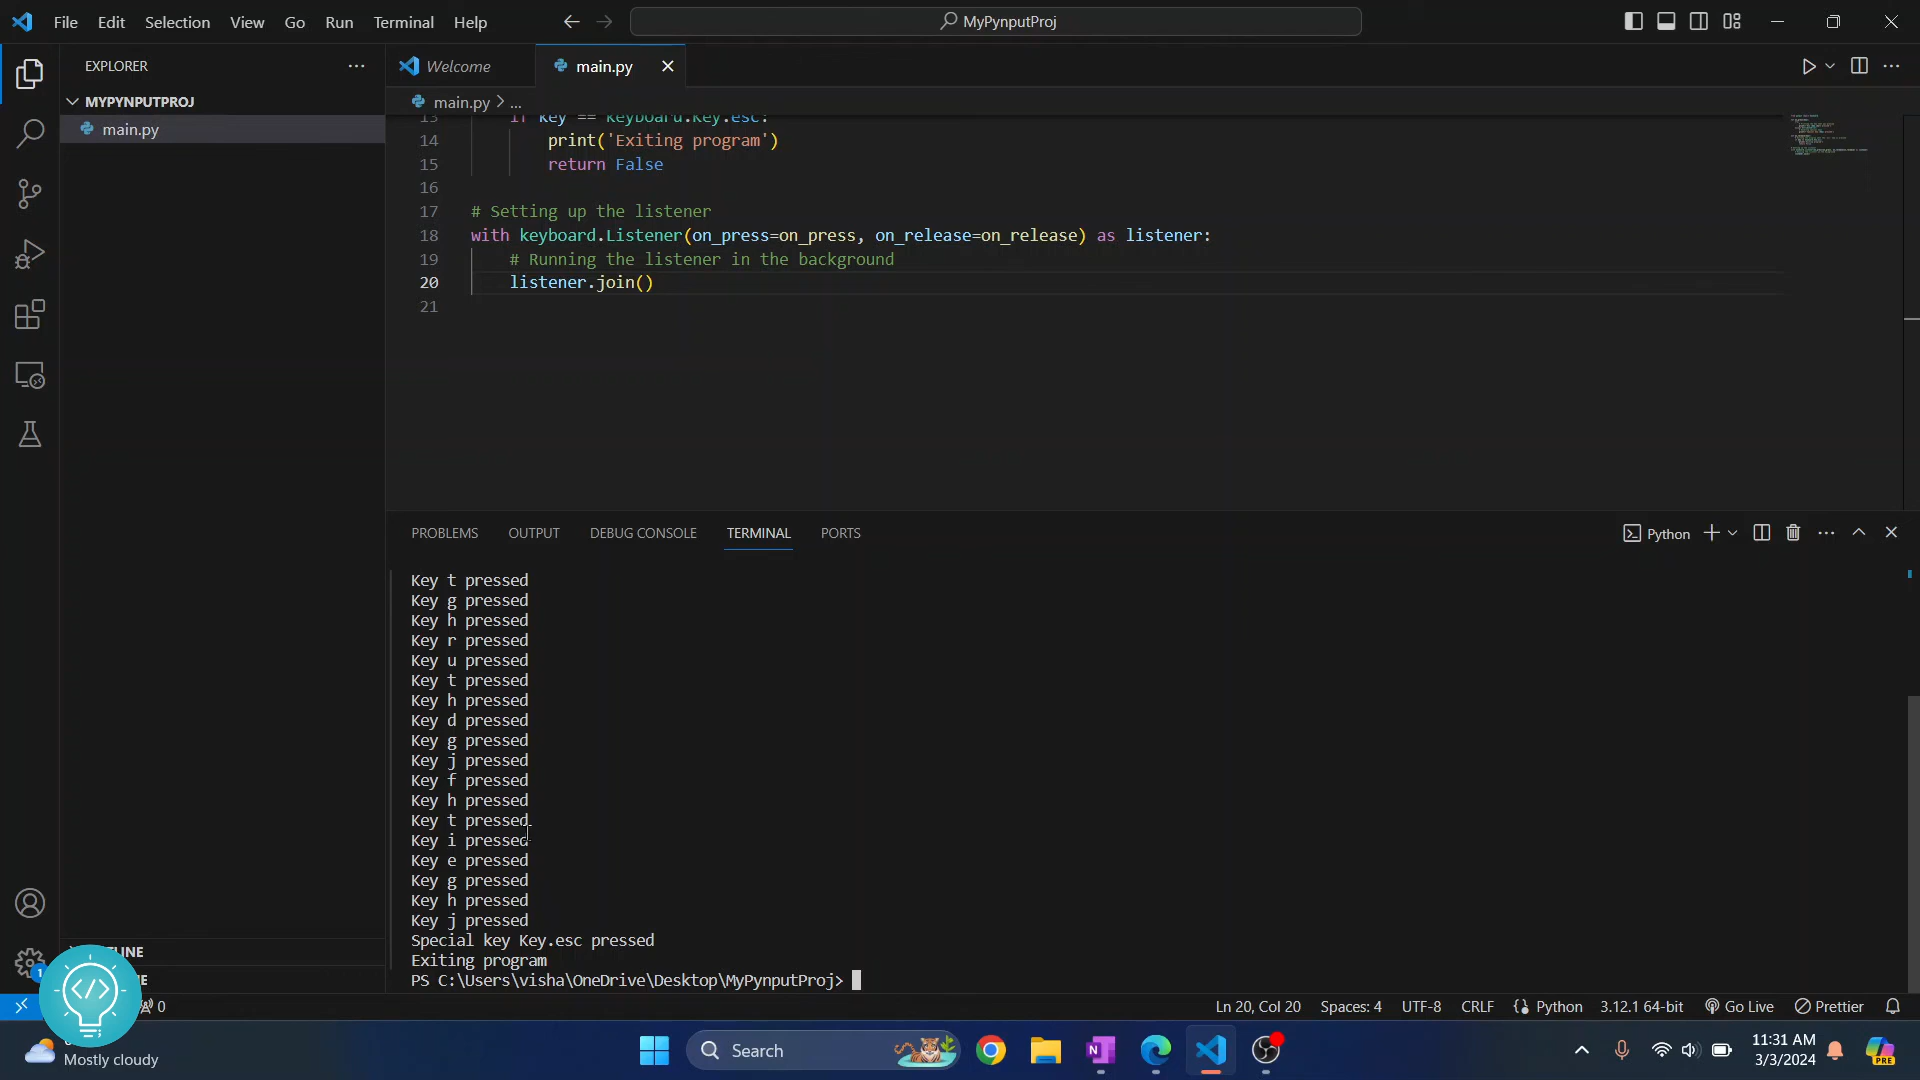 File Edit Selection View Go Run Terminal Help
MyPynputProj
EXPLORER
MYPYNPUTPROJ
main.py
Welcome
main.py
main.py > ...
13 if key == keyboard.Key.esc:
14 print('Exiting program')
15 return False
16
17 # Setting up the listener
18 with keyboard.Listener(on_press=on_press, on_release=on_release) as listener:
19 # Running the listener in the background
20 listener.join()
21
PROBLEMS OUTPUT DEBUG CONSOLE TERMINAL PORTS
Python
Key t pressed
Key g pressed
Key h pressed
Key r pressed
Key u pressed
Key t pressed
Key h pressed
Key d pressed
Key g pressed
Key j pressed
Key f pressed
Key h pressed
Key t pressed
Key i pressed
Key e pressed
Key g pressed
Key h pressed
Key j pressed
Special key Key.esc pressed
Exiting program
PS C:\Users\visha\OneDrive\Desktop\MyPynputProj>
1
0
Ln 20, Col 20 Spaces: 4 UTF-8 CRLF Python 3.12.1 64-bit Go Live Prettier
Mostly cloudy
Search
11:31 AM
3/3/2024
PRE